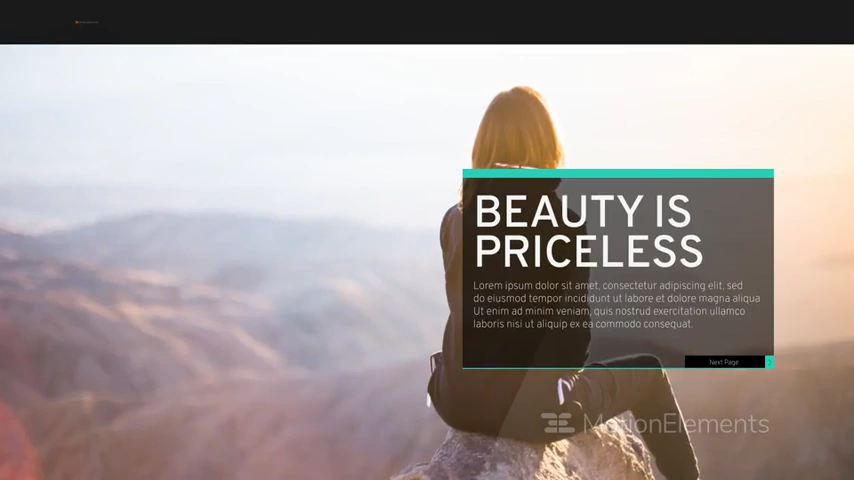 BEAUTY IS
PRICELESS
Lorem ipsum dolor sit amet, consectetur adipiscing elit, sed
do eiusmod tempor incididunt ut labore et dolore magna aliqua
Ut enim ad minim veniam, quis nostrud exercitation ullamco
laboris nisi ut aliquip ex ea commodo consequat.
Next Page
MotionElements